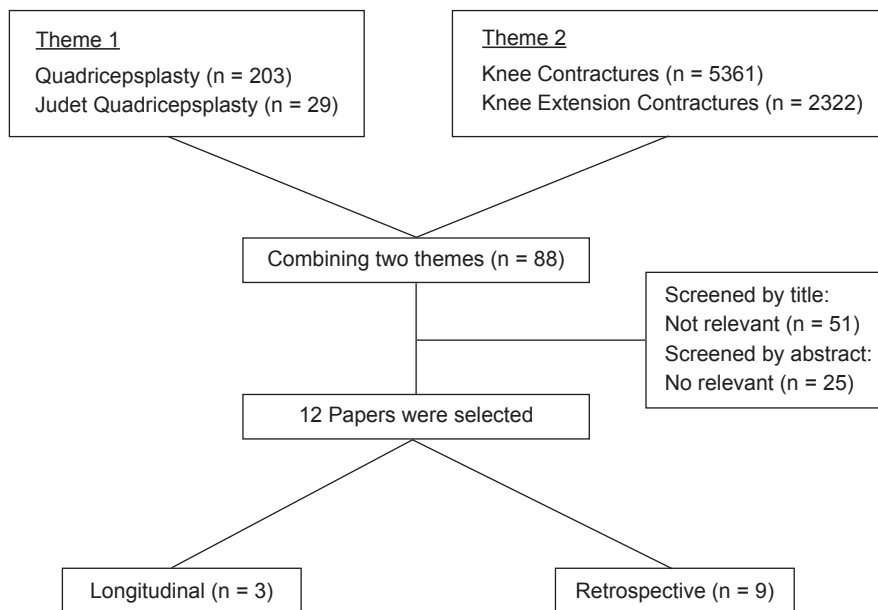 Theme 1
Quadricepsplasty (n = 203)
Judet Quadricepsplasty (n = 29)
Theme 2
Knee Contractures (n = 5361)
Knee Extension Contractures (n = 2322)
Combining two themes (n = 88)
Screened by title:
Not relevant (n = 51)
Screened by abstract:
No relevant (n = 25)
12 Papers were selected
Longitudinal (n = 3)
Retrospective (n = 9)